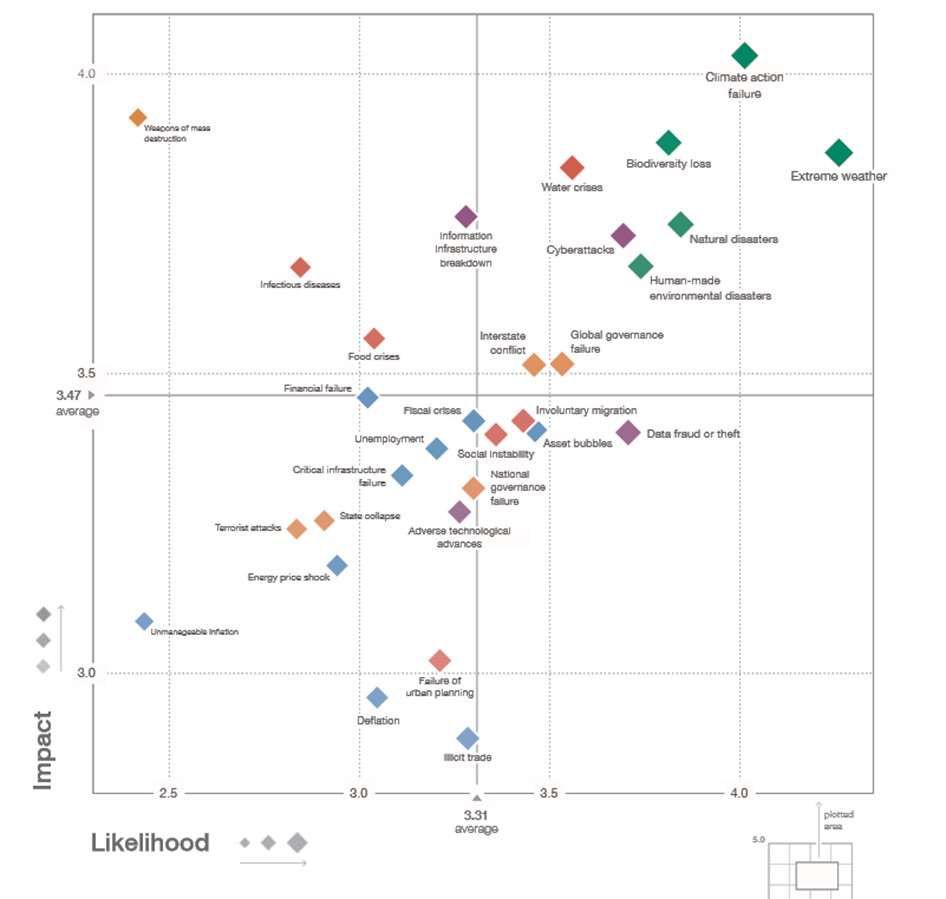 4.0
Climate action
failure
Weapons of mass
destruction
Biodiversity loss
Extreme weather
Water crises
Information
infrastructure
breakdown
Cyberattacks
Natural disasters
Infectious diseases
Human-made
environmental disasters
Interstate
conflict
Global governance
failure
Food crises
3.5
Financial failure
3.47
average
Fiscal crises
Involuntary migration
Unemployment
Social instability
Asset bubbles
Data fraud or theft
Critical infrastructure
failure
National
governance
failure
State collapse
Terrorist attacks
Adverse technological
advances
Energy price shock
Unmanageable inflation
3.0
Failure of
urban planning
Deflation
Illicit trade
Impact
2.5
3.0
3.5
4.0
3.31
average
Likelihood
plotted
area
5.0